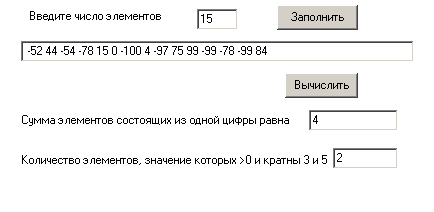 Введите число элементов 15 Заполнить
-52 44 -54 -78 15 0 -100 4 -97 75 99 -99 -78 -99 84
Вычислить
Сумма элементов состоящих из одной цифры равна 4
Количество элементов, значение которых >0 и кратны 3 и 5 2